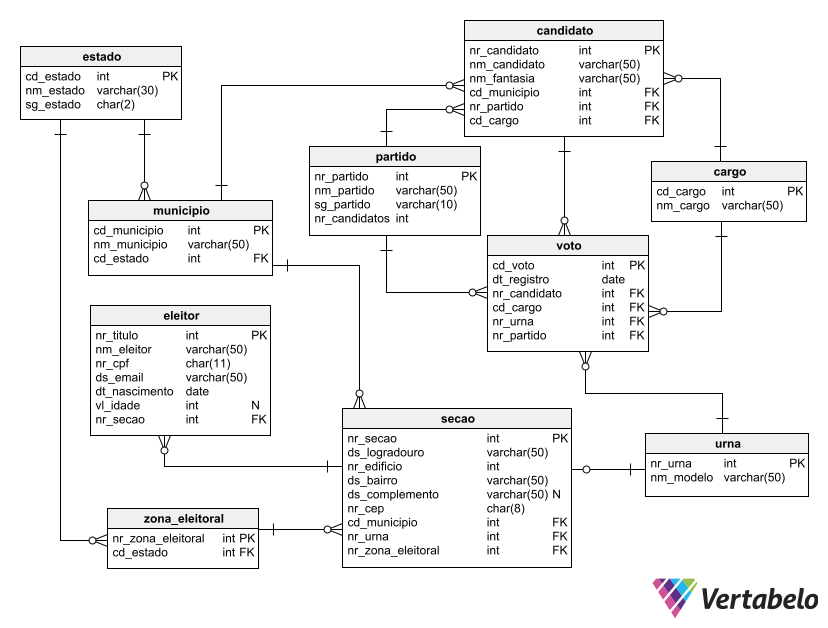 estado
cd_estado int PK
nm_estado varchar(30)
sg_estado char(2)
candidato
nr_candidato int PK
nm_candidato varchar(50)
nm_fantasia varchar(50)
cd_municipio int FK
nr_partido int FK
cd_cargo int FK
partido
nr_partido int PK
nm_partido varchar(50)
sg_partido varchar(10)
nr_candidatos int
cargo
cd_cargo int PK
nm_cargo varchar(50)
municipio
cd_municipio int PK
nm_municipio varchar(50)
cd_estado int FK
voto
cd_voto int PK
dt_registro date
nr_candidato int FK
cd_cargo int FK
nr_urna int FK
nr_partido int FK
eleitor
nr_titulo int PK
nm_eleitor varchar(50)
nr_cpf char(11)
ds_email varchar(50)
dt_nascimento date
vl_idade int N
nr_secao int FK
secao
nr_secao int PK
ds_logradouro varchar(50)
nr_edificio int
ds_bairro varchar(50)
ds_complemento varchar(50) N
nr_cep char(8)
cd_municipio int FK
nr_urna int FK
nr_zona_eleitoral int FK
urna
nr_urna int PK
nm_modelo varchar(50)
zona_eleitoral
nr_zona_eleitoral int PK
cd_estado int FK
Vertabelo